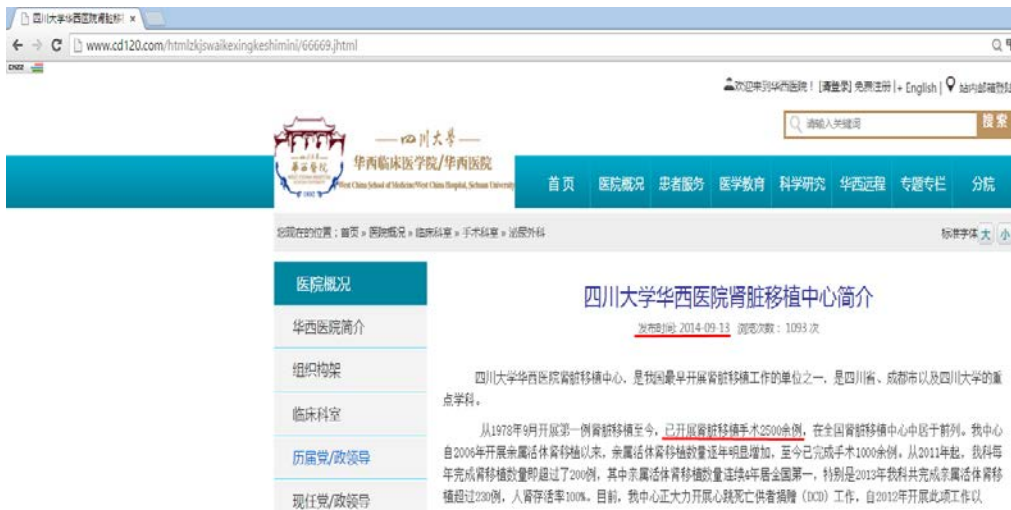 四川大学华西医院肾脏移 ×
www.cd120.com/htmlzkjswaikexingkeshimini/66669.jhtml
CNZZ
欢迎来到华西医院！ [请登录] 免费注册 |+ English |
请输入关键词
搜索
四川大学
华西临床医学院/华西医院
West China School of Medicine/West China Hospital, Sichuan University
首页 医院概况 患者服务 医学教育 科学研究 华西远程 专题专栏 分院
您现在的位置：首页 » 医院概况 » 临床科室 » 手术科室 » 泌尿外科
标准字体 大 小
医院概况
华西医院简介
组织构架
临床科室
历届党/政领导
现任党/政领导
四川大学华西医院肾脏移植中心简介
发布时间: 2014-09-13 浏览次数： 1093 次
四川大学华西医院肾脏移植中心，是我国最早开展肾脏移植工作的单位之一，是四川省、成都市以及四川大学的重
点学科。
从1978年9月开展第一例肾脏移植至今，已开展肾脏移植手术2500余例，在全国肾脏移植中心中居于前列。我中心
自2006年开展亲属活体肾移植以来，亲属活体肾移植数量逐年明显增加，至今已完成手术1000余例。从2011年起，我科每
年完成肾移植数量即超过了200例，其中亲属活体肾移植数量连续4年居全国第一，特别是2013年我科共完成亲属活体肾移
植超过230例，人肾存活率100%。目前，我中心正大力开展心跳死亡供者捐赠（DCD）工作，自2012年开展此项工作以